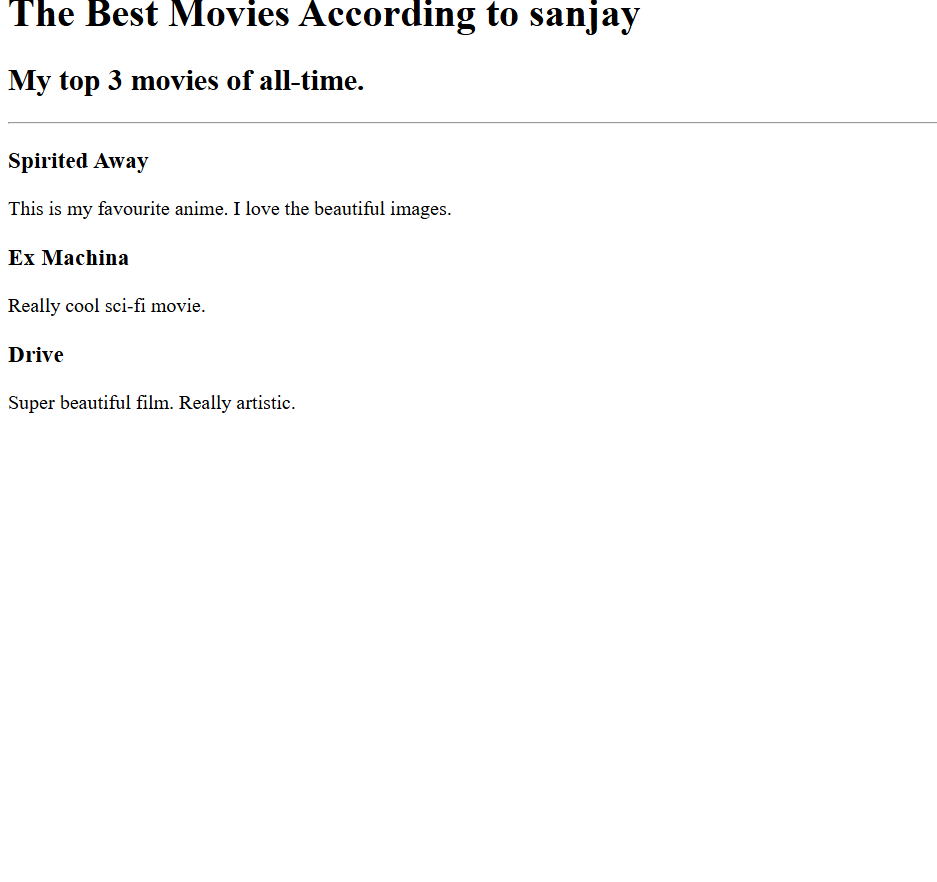 The Best Movies According to sanjay
My top 3 movies of all-time.
Spirited Away
This is my favourite anime. I love the beautiful images.
Ex Machina
Really cool sci-fi movie.
Drive
Super beautiful film. Really artistic.